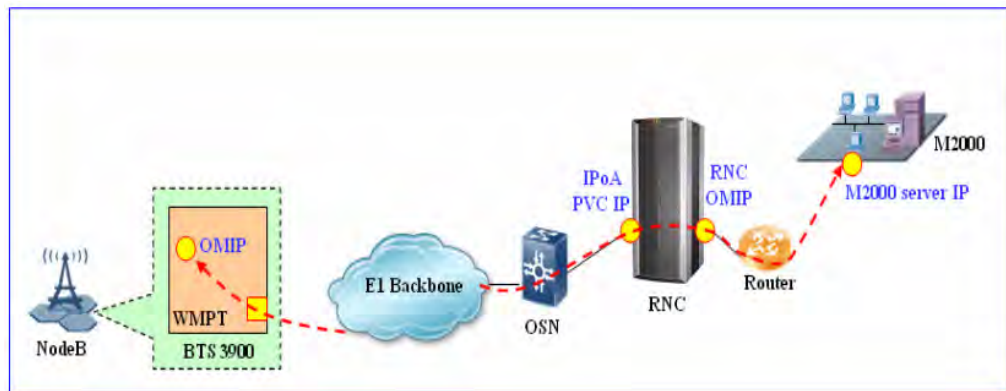 NodeB
OMIP
WMPT
BTS 3900
E1 Backbone
OSN
IPoA
PVC IP
RNC
RNC
OMIP
Router
M2000
M2000 server IP